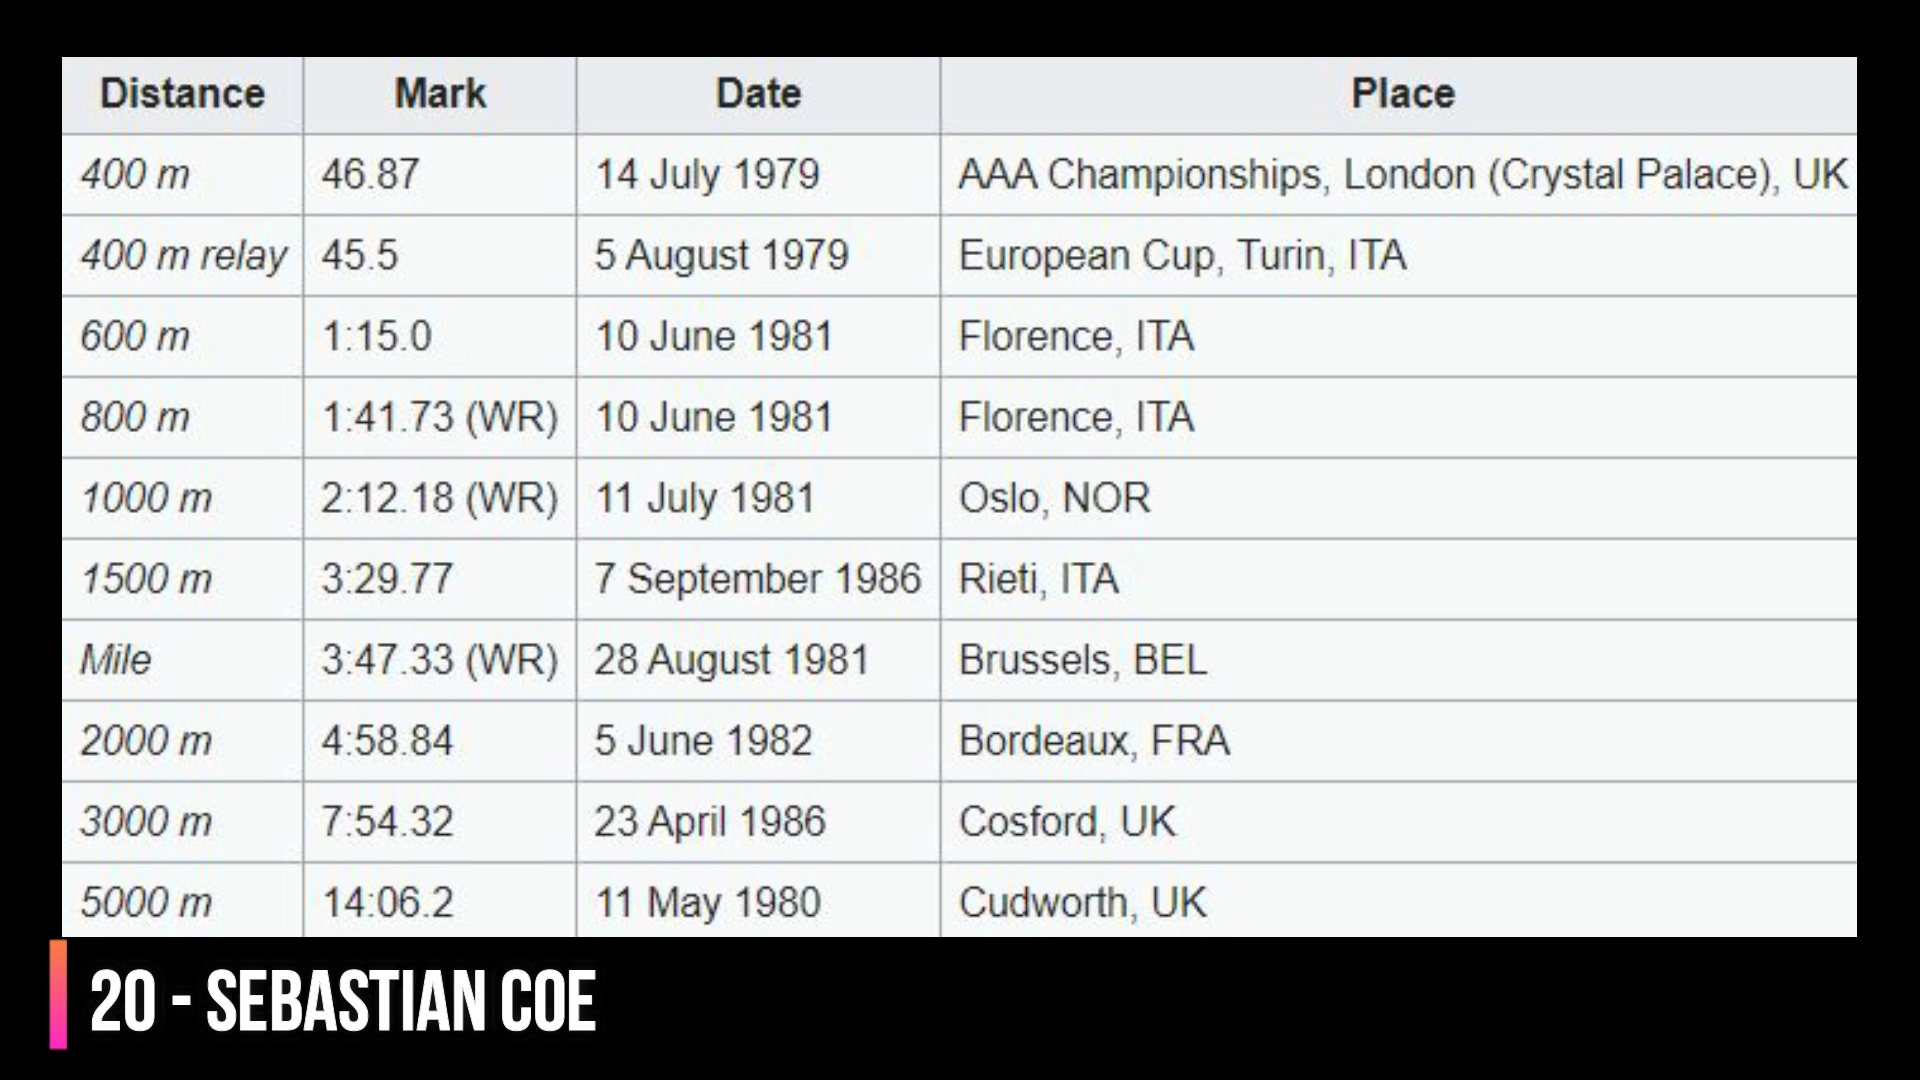 Distance Mark Date Place
400 m 46.87 14 July 1979 AAA Championships, London (Crystal Palace), UK
400 m relay 45.5 5 August 1979 European Cup, Turin, ITA
600 m 1:15.0 10 June 1981 Florence, ITA
800 m 1:41.73 (WR) 10 June 1981 Florence, ITA
1000 m 2:12.18 (WR) 11 July 1981 Oslo, NOR
1500 m 3:29.77 7 September 1986 Rieti, ITA
Mile 3:47.33 (WR) 28 August 1981 Brussels, BEL
2000 m 4:58.84 5 June 1982 Bordeaux, FRA
3000 m 7:54.32 23 April 1986 Cosford, UK
5000 m 14:06.2 11 May 1980 Cudworth, UK
20 - SEBASTIAN COE